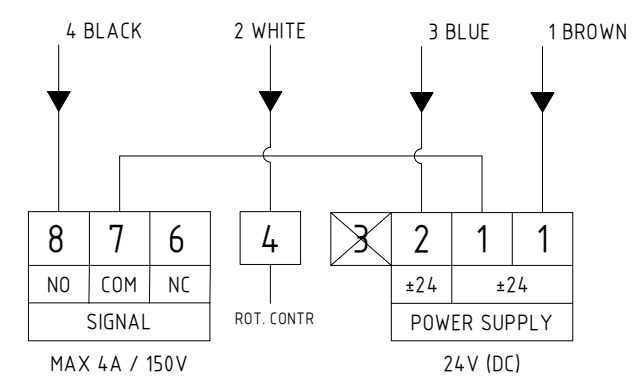 4 BLACK 2 WHITE 3 BLUE 1 BROWN
8 7 6 4 3 2 1 1
NO COM NC ±24 ±24
SIGNAL ROT. CONTR POWER SUPPLY
MAX 4A / 150V 24V (DC)